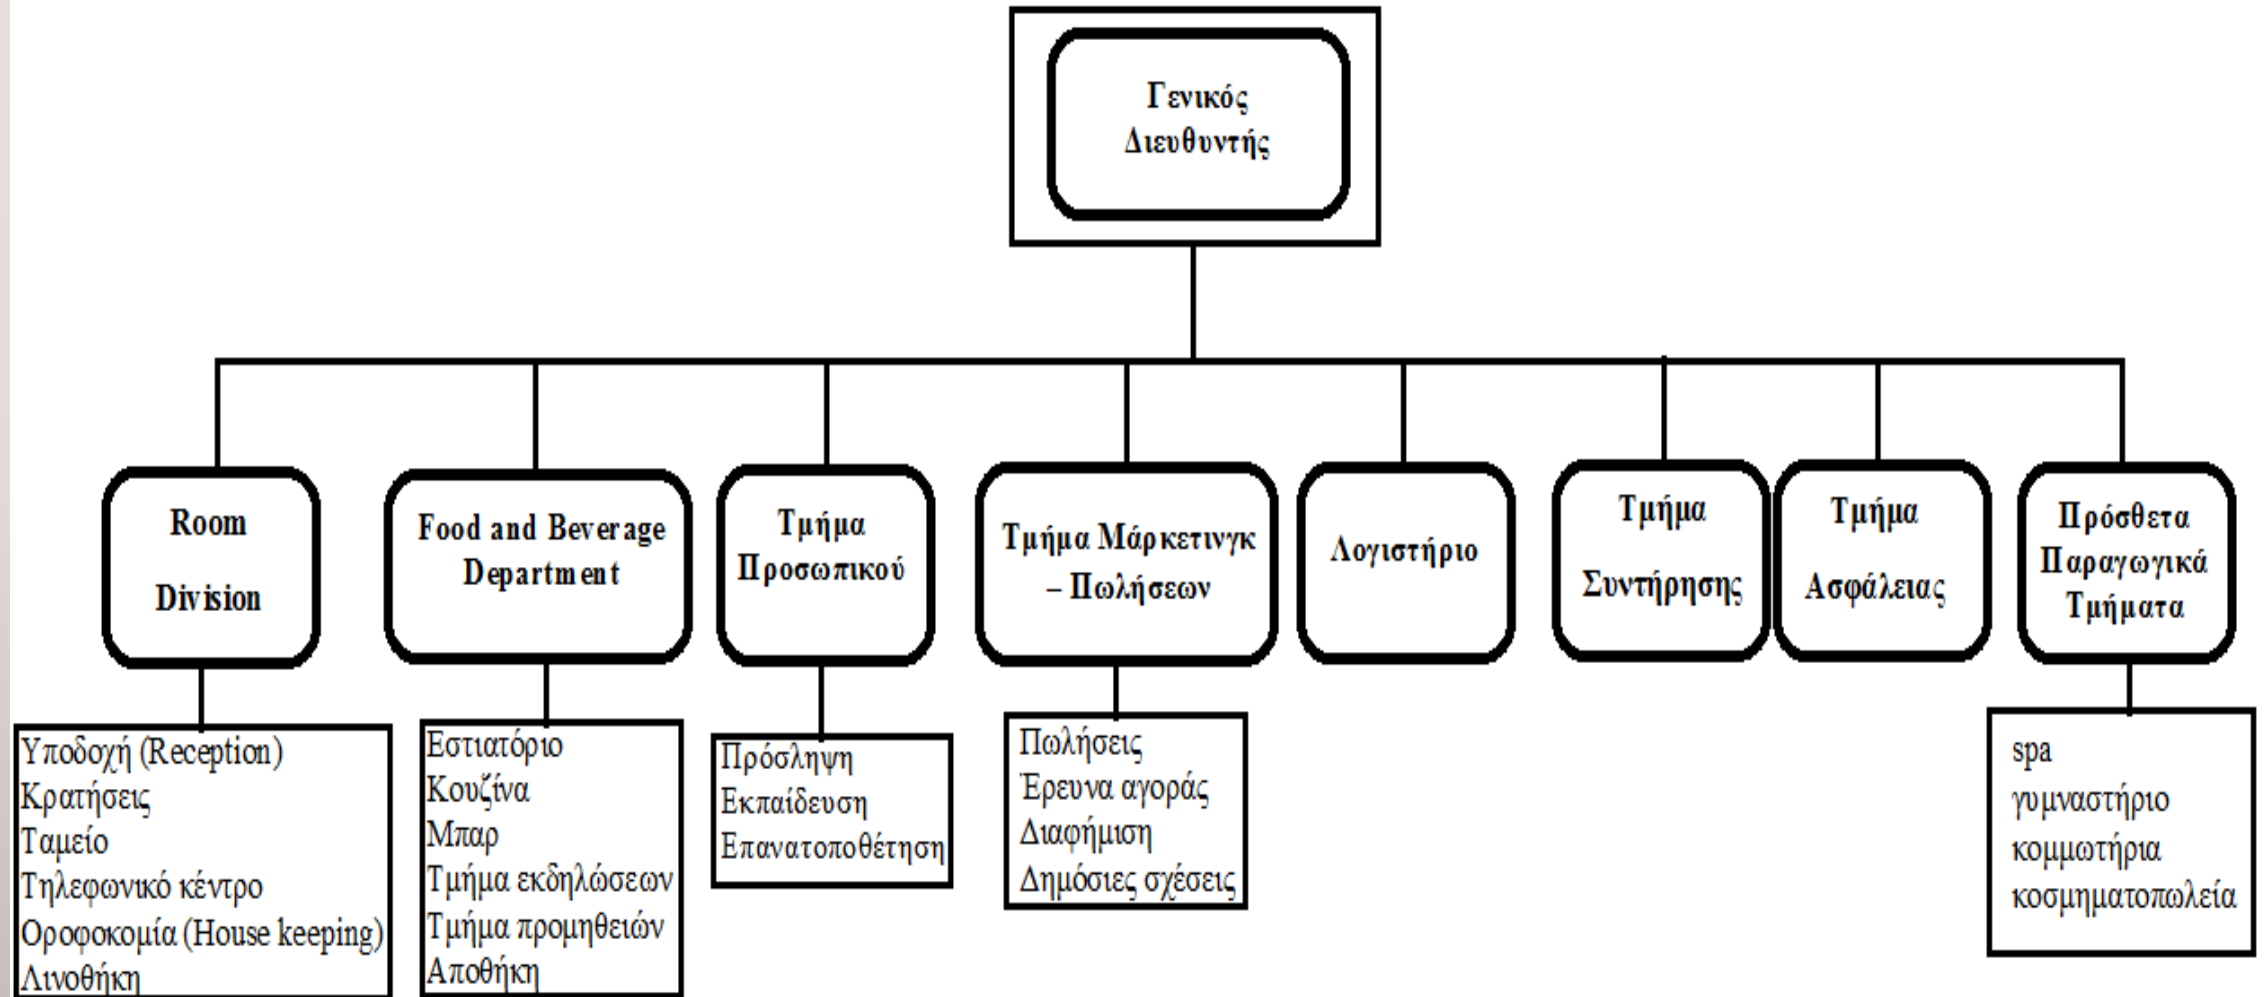 Γενικός
Διευθυντής
Room
Division
Food and Beverage
Department
Τμήμα
Προσωπικού
Τμήμα Μάρκετινγκ
– Πωλήσεων
Λογιστήριο
Τμήμα
Συντήρησης
Τμήμα
Ασφάλειας
Πρόσθετα
Παραγωγικά
Τμήματα
Υποδοχή (Reception)
Κρατήσεις
Ταμείο
Τηλεφωνικό κέντρο
Οροφοκομία (House keeping)
Λινοθήκη
Εστιατόριο
Κουζίνα
Μπαρ
Τμήμα εκδηλώσεων
Τμήμα προμηθειών
Αποθήκη
Πρόσληψη
Εκπαίδευση
Επανατοποθέτηση
Πωλήσεις
Έρευνα αγοράς
Διαφήμιση
Δημόσιες σχέσεις
spa
γυμναστήριο
κομμωτήρια
κοσμηματοπωλεία